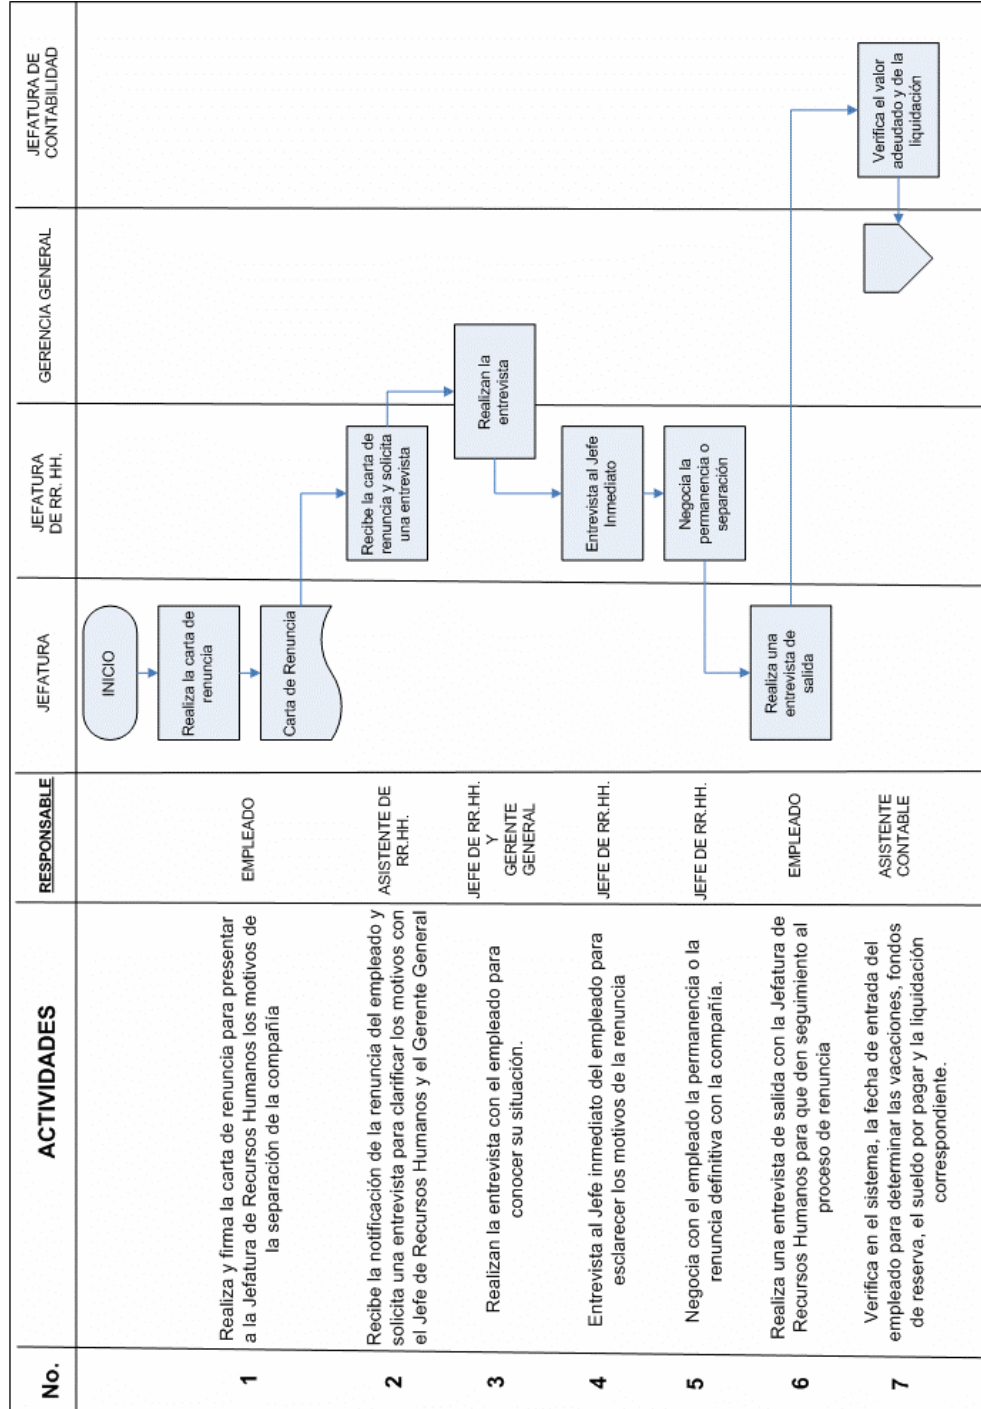 No.
ACTIVIDADES
RESPONSABLE
JEFATURA
JEFATURA
DE RR. HH.
GERENCIA GENERAL
JEFATURA DE
CONTABILIDAD
INICIO
1
Realiza y firma la carta de renuncia para presentar
a la Jefatura de Recursos Humanos los motivos de
la separación de la compañía
EMPLEADO
Realiza la carta de
renuncia
Carta de Renuncia
2
Recibe la notificación de la renuncia del empleado y
solicita una entrevista para clarificar los motivos con
el Jefe de Recursos Humanos y el Gerente General
ASISTENTE DE
RR.HH.
Recibe la carta de
renuncia y solicita
una entrevista
3
Realizan la entrevista con el empleado para
conocer su situación.
JEFE DE RR.HH.
Y
GERENTE
GENERAL
Realizan la
entrevista
4
Entrevista al Jefe inmediato del empleado para
esclarecer los motivos de la renuncia
JEFE DE RR.HH.
Entrevista al Jefe
Inmediato
5
Negocia con el empleado la permanencia o la
renuncia definitiva con la compañía.
JEFE DE RR.HH.
Negocia la
permanencia o
separación
6
Realiza una entrevista de salida con la Jefatura de
Recursos Humanos para que den seguimiento al
proceso de renuncia
EMPLEADO
Realiza una
entrevista de
salida
7
Verifica en el sistema, la fecha de entrada del
empleado para determinar las vacaciones, fondos
de reserva, el sueldo por pagar y la liquidación
correspondiente.
ASISTENTE
CONTABLE
Verifica el valor
adeudado y de la
liquidación